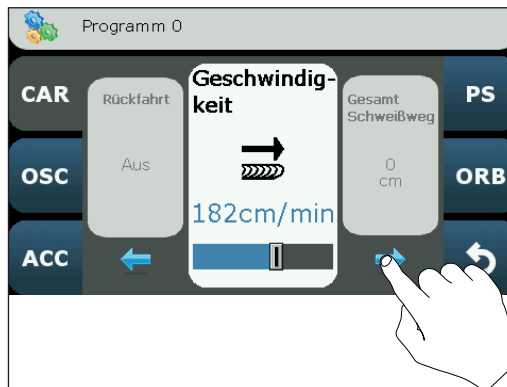 Programm 0
CAR
OSC
ACC
Rückfahrt
Aus
Geschwindig-
keit
182cm/min
Gesamt
Schweißweg
0
cm
PS
ORB